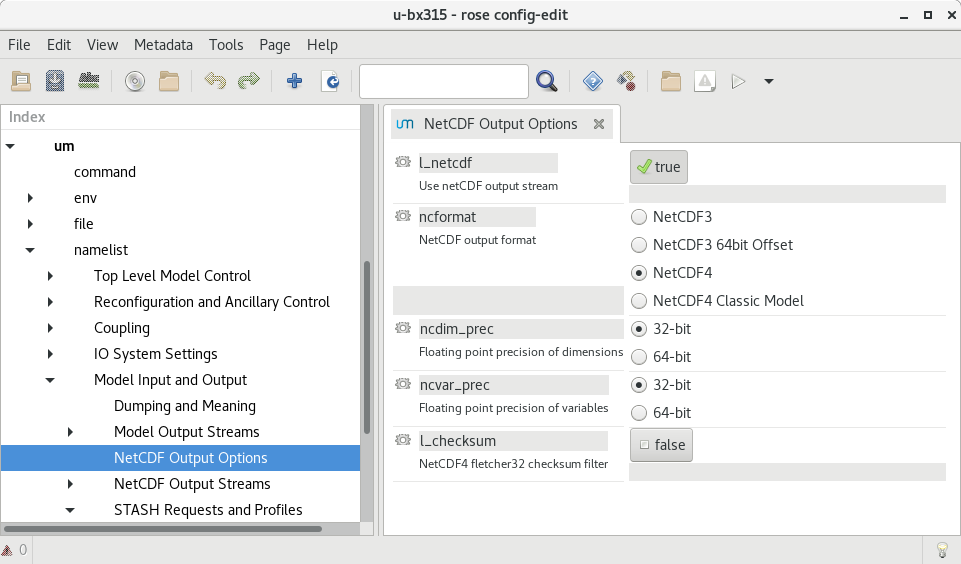 u-bx315 - rose config-edit
File Edit View Metadata Tools Page Help
Index
um
command
env
file
namelist
Top Level Model Control
Reconfiguration and Ancillary Control
Coupling
IO System Settings
Model Input and Output
Dumping and Meaning
Model Output Streams
NetCDF Output Options
NetCDF Output Streams
STASH Requests and Profiles
um NetCDF Output Options
l_netcdf
Use netCDF output stream
true
ncformat
NetCDF output format
NetCDF3
NetCDF3 64bit Offset
NetCDF4
NetCDF4 Classic Model
ncdim_prec
Floating point precision of dimensions
32-bit
64-bit
ncvar_prec
Floating point precision of variables
32-bit
64-bit
l_checksum
NetCDF4 fletcher32 checksum filter
false
0